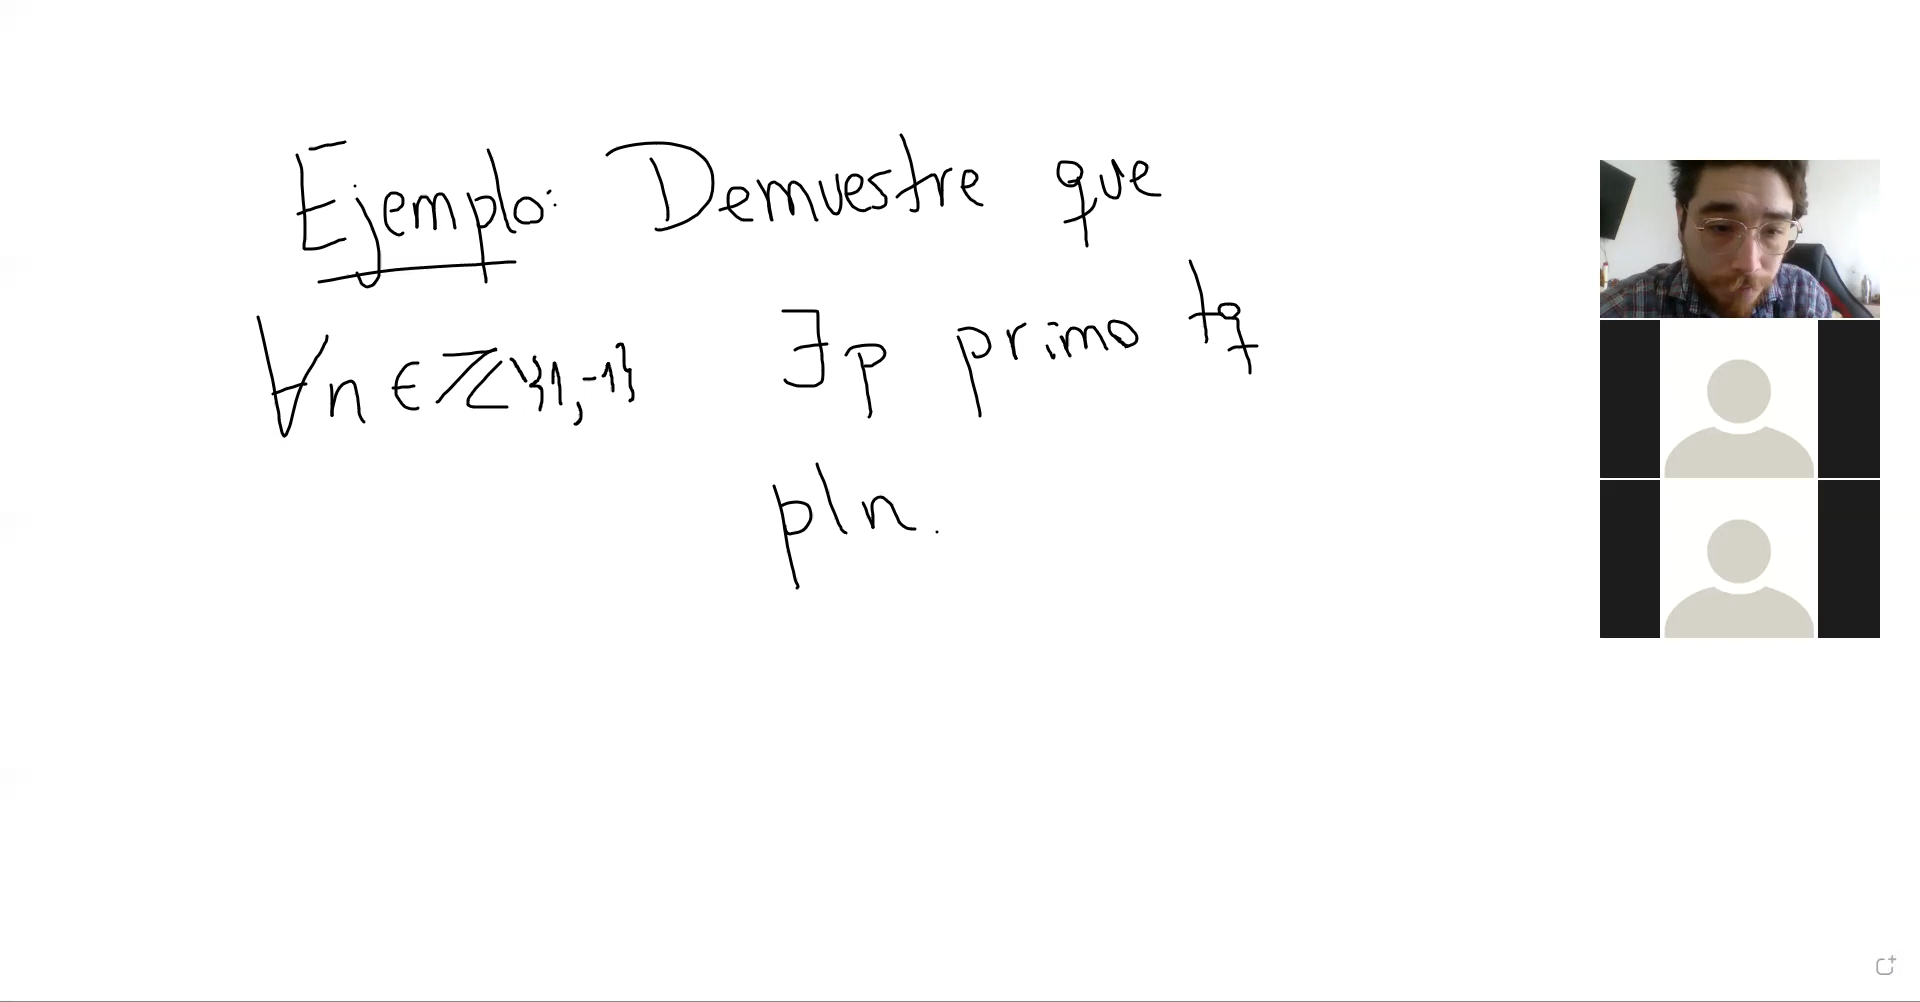 Ejemplo: Demuestre que
∀n ∈ ℤ\{1,-1} ∃p primo tq
p|n.